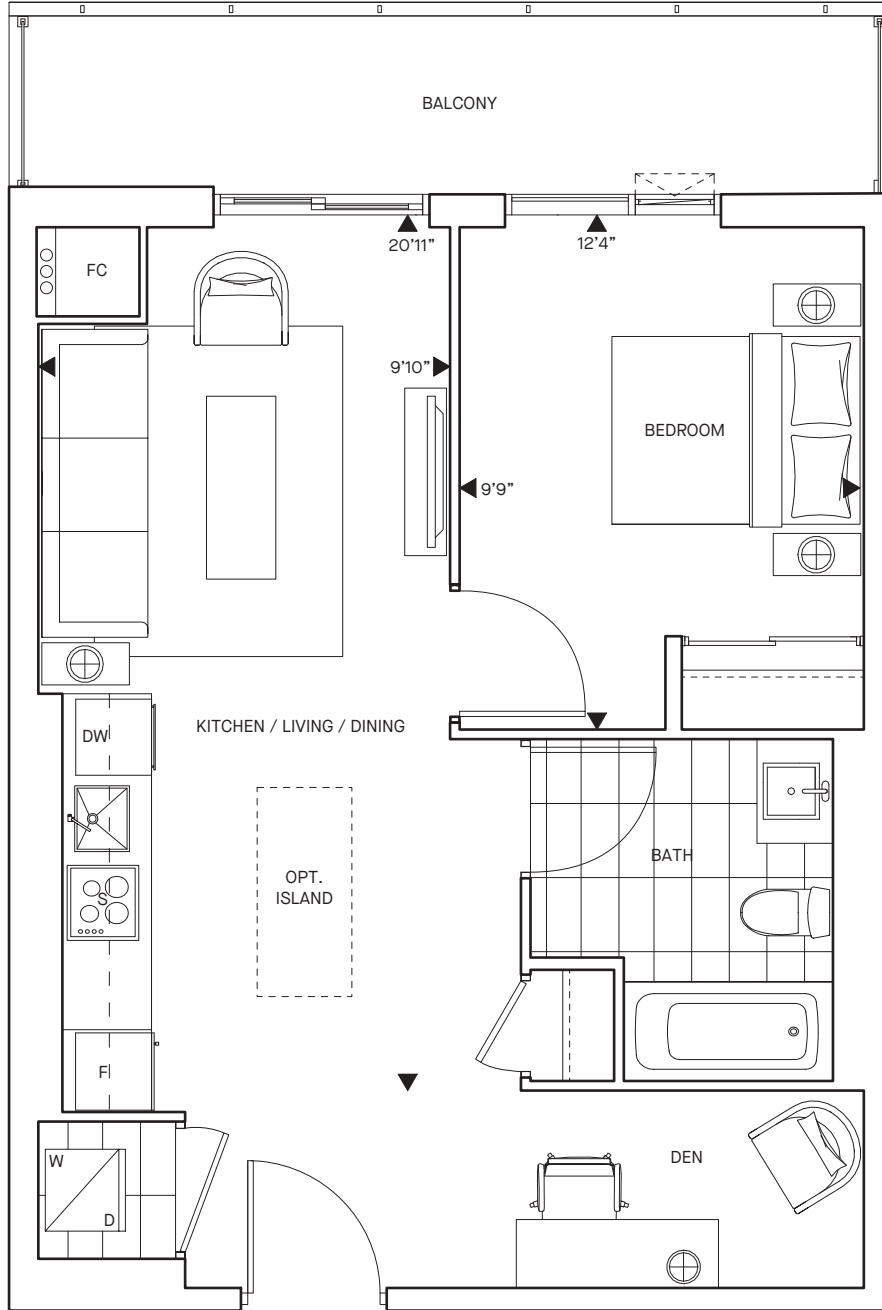 BALCONY
20'11"
12'4"
FC
9'10"
BEDROOM
9'9"
KITCHEN / LIVING / DINING
DW
S
OPT.
ISLAND
BATH
F
W
D
DEN